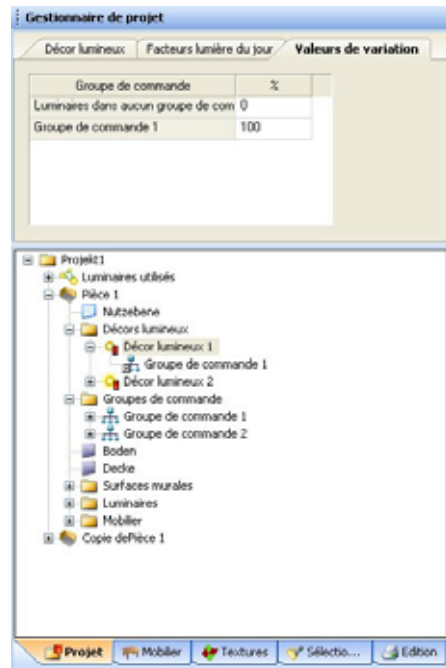 Gestionnaire de projet
Décor lumineux Facteurs lumière du jour Valeurs de variation
Groupe de commande %
Luminaires dans aucun groupe de com 0
Groupe de commande 1 100
Projekt1
Luminaires utilisés
Pièce 1
Nutzebene
Décors lumineux
Décor lumineux 1
Groupe de commande 1
Décor lumineux 2
Groupes de commande
Groupe de commande 1
Groupe de commande 2
Boden
Decke
Surfaces murales
Luminaires
Mobilier
Copie dePièce 1
Projet Mobilier Textures Sélectio... Edition